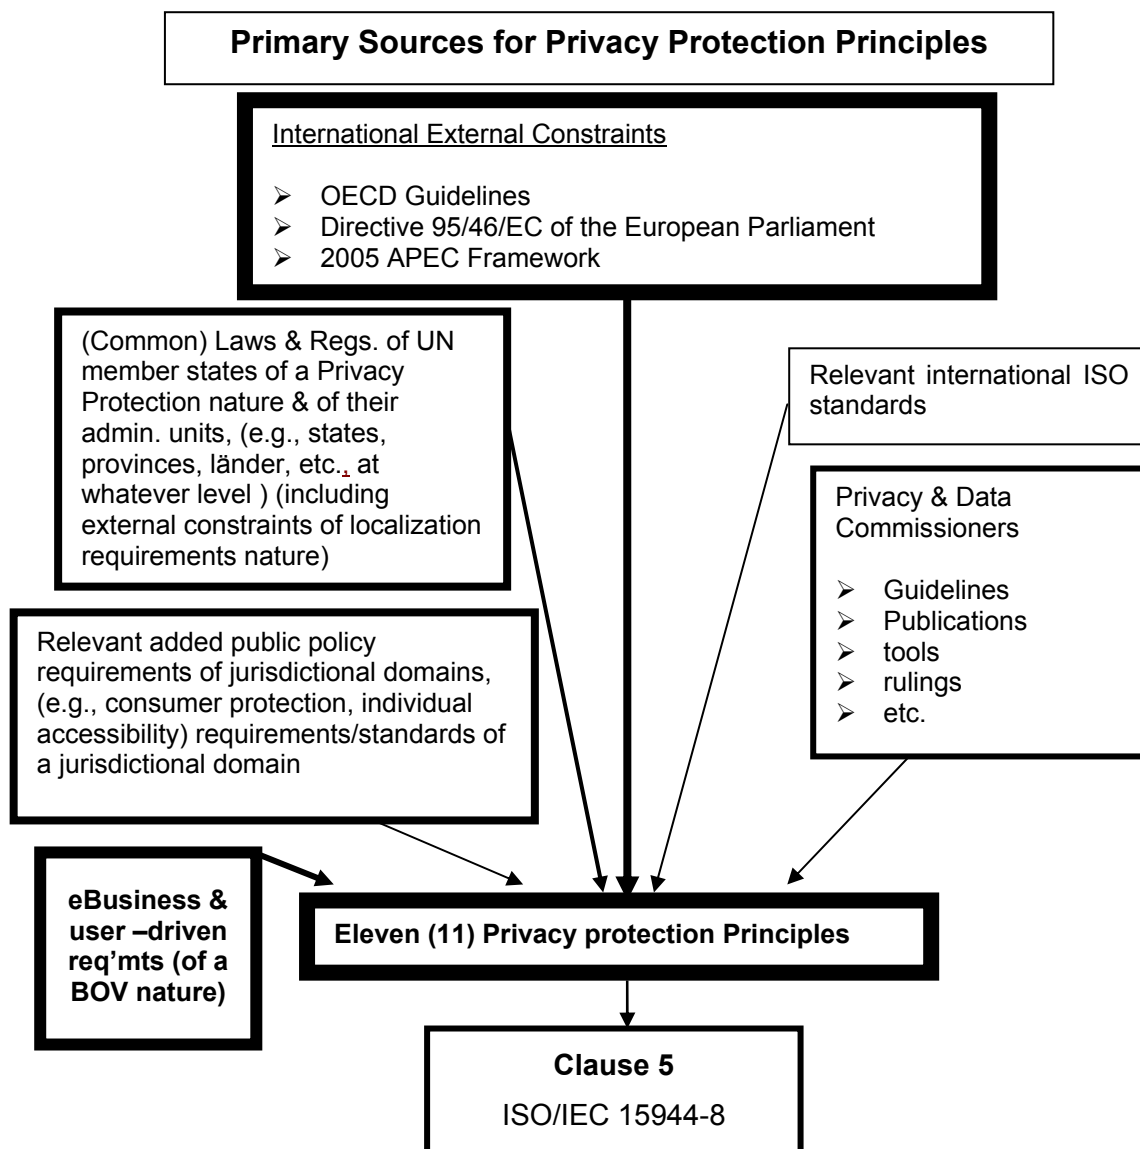 Primary Sources for Privacy Protection Principles
International External Constraints
➢ OECD Guidelines
➢ Directive 95/46/EC of the European Parliament
➢ 2005 APEC Framework
(Common) Laws & Regs. of UN
member states of a Privacy
Protection nature & of their
admin. units, (e.g., states,
provinces, länder, etc., at
whatever level ) (including
external constraints of localization
requirements nature)
Relevant international ISO
standards
Privacy & Data
Commissioners
➢ Guidelines
➢ Publications
➢ tools
➢ rulings
➢ etc.
Relevant added public policy
requirements of jurisdictional domains,
(e.g., consumer protection, individual
accessibility) requirements/standards of
a jurisdictional domain
eBusiness &
user –driven
req’mts (of a
BOV nature)
Eleven (11) Privacy protection Principles
Clause 5
ISO/IEC 15944-8